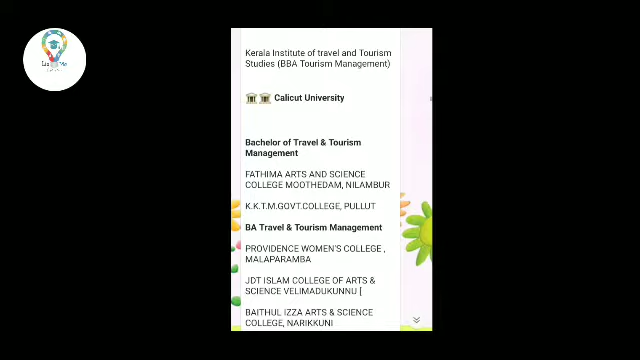 Kerala Institute of travel and Tourism
Studies (BBA Tourism Management)
Calicut University
Bachelor of Travel & Tourism
Management
FATHIMA ARTS AND SCIENCE
COLLEGE MOOTHEDAM, NILAMBUR
K.K.T.M.GOVT.COLLEGE, PULLUT
BA Travel & Tourism Management
PROVIDENCE WOMEN'S COLLEGE ,
MALAPARAMBA
JDT ISLAM COLLEGE OF ARTS &
SCIENCE VELIMADUKUNNU [
BAITHUL IZZA ARTS & SCIENCE
COLLEGE, NARIKKUNI